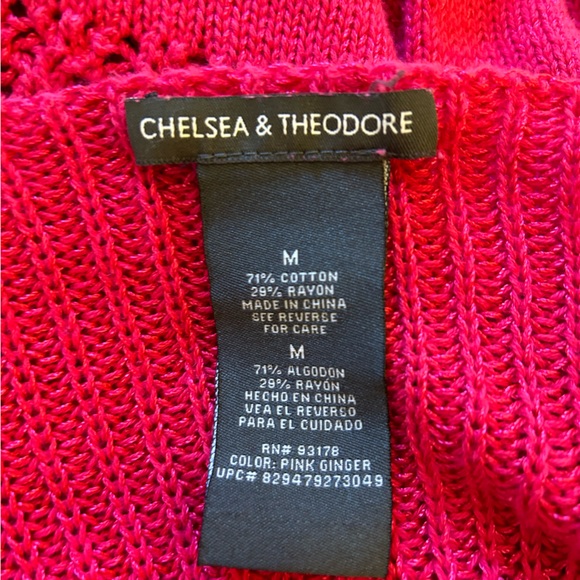 CHELSEA & THEODORE
M
71% COTTON
29% RAYON
MADE IN CHINA
SEE REVERSE
FOR CARE
M
71% ALGODON
29% RAYÓN
HECHO EN CHINA
VEA EL REVERSO
PARA EL CUIDADO
RN# 93178
COLOR: PINK GINGER
UPC# 829479273049